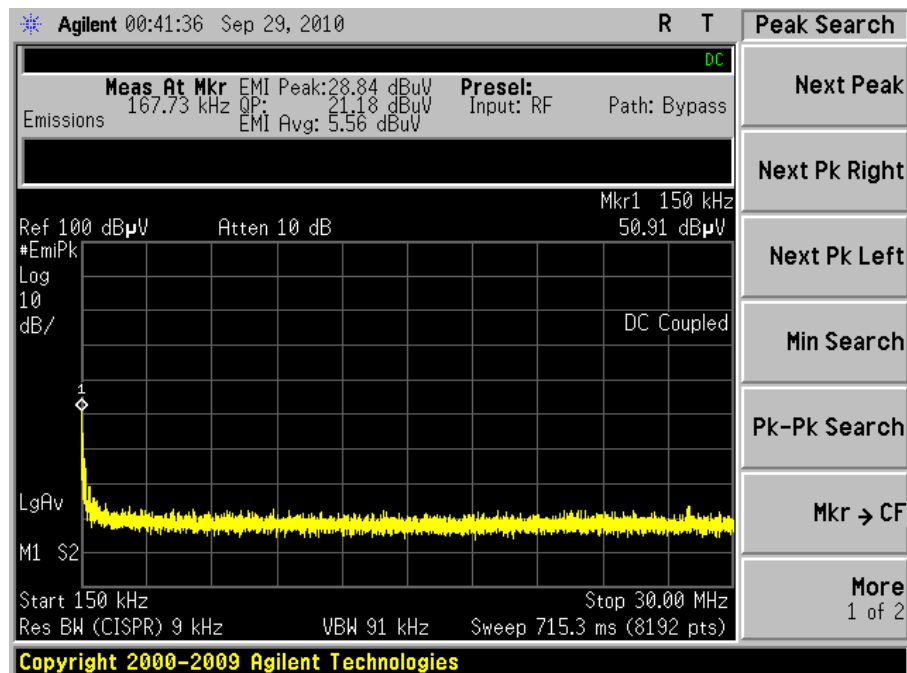 Agilent 00:41:36 Sep 29, 2010 R T
Peak Search
DC
Meas At Mkr EMI Peak:28.84 dBuV Presel:
167.73 kHz QP: 21.18 dBuV Input: RF Path: Bypass
Emissions EMI Avg: 5.56 dBuV
Mkr1 150 kHz
Ref 100 dBµV Atten 10 dB 50.91 dBµV
#EmiPk
Log
10
dB/
DC Coupled
1
LgAv
M1 S2
Start 150 kHz Stop 30.00 MHz
Res BW (CISPR) 9 kHz VBW 91 kHz Sweep 715.3 ms (8192 pts)
Copyright 2000-2009 Agilent Technologies
Next Peak
Next Pk Right
Next Pk Left
Min Search
Pk-Pk Search
Mkr → CF
More
1 of 2